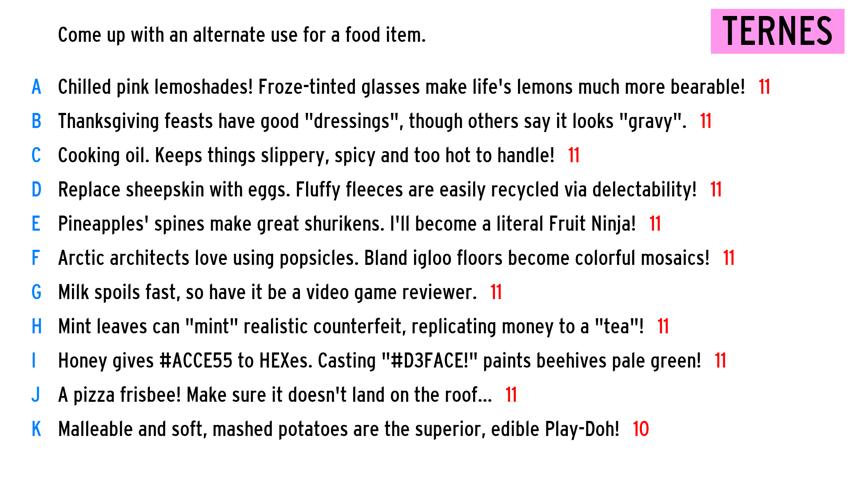 Come up with an alternate use for a food item.
TERNES
A Chilled pink lemoshades! Froze-tinted glasses make life's lemons much more bearable! 11
B Thanksgiving feasts have good "dressings", though others say it looks "gravy". 11
C Cooking oil. Keeps things slippery, spicy and too hot to handle! 11
D Replace sheepskin with eggs. Fluffy fleeces are easily recycled via delectability! 11
E Pineapples' spines make great shurikens. I'll become a literal Fruit Ninja! 11
F Arctic architects love using popsicles. Bland igloo floors become colorful mosaics! 11
G Milk spoils fast, so have it be a video game reviewer. 11
H Mint leaves can "mint" realistic counterfeit, replicating money to a "tea"! 11
I Honey gives #ACCE55 to HEXes. Casting "#D3FACE!" paints beehives pale green! 11
J A pizza frisbee! Make sure it doesn't land on the roof... 11
K Malleable and soft, mashed potatoes are the superior, edible Play-Doh! 10